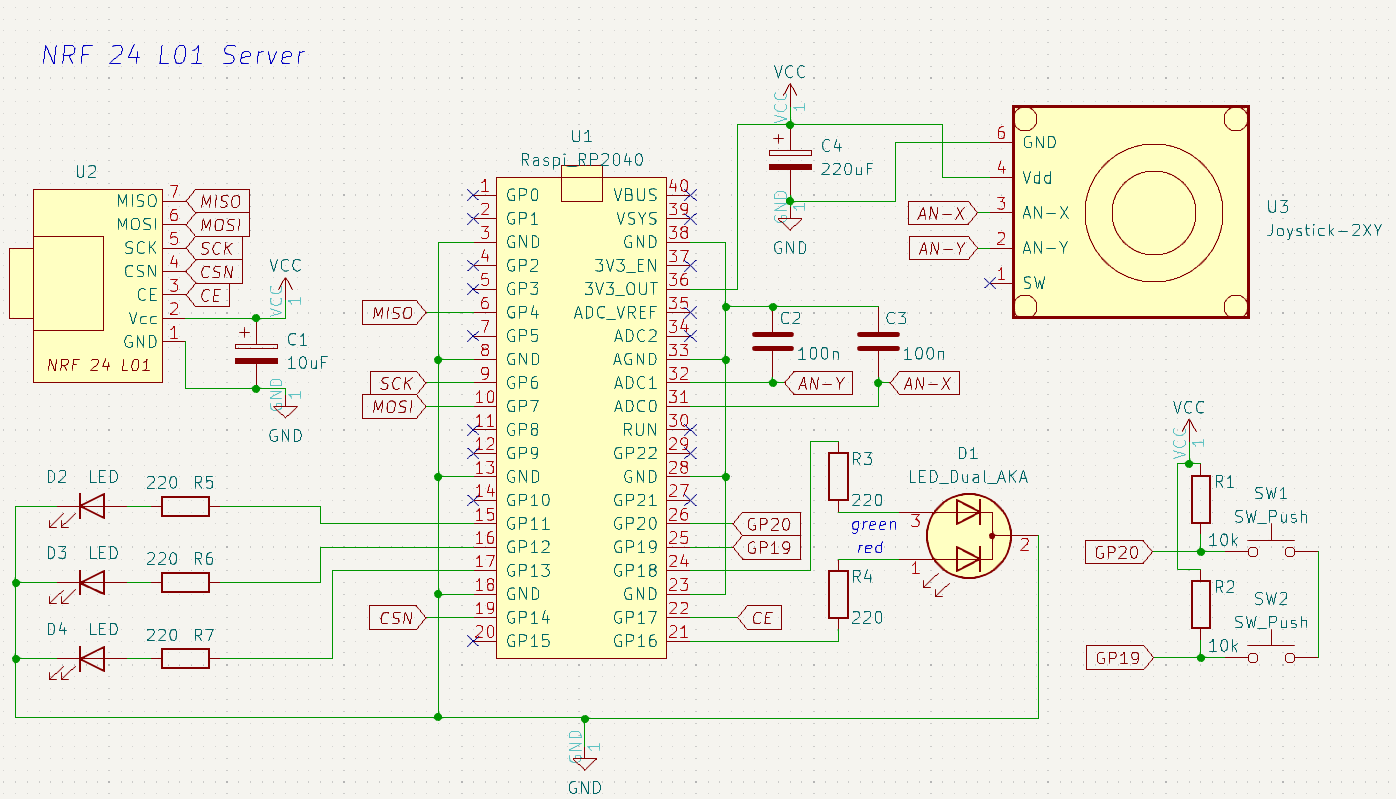 NRF 24 L01 Server
U2
MISO 7 MISO
MOSI 6 MOSI
SCK 5 SCK
CSN 4 CSN
CE 3 CE
Vcc 2
GND 1
NRF 24 L01
VCC
VCC 1
C1
10uF
GND 1
GND
U1
Raspi_RP2040
1 GP0 VBUS 40
2 GP1 VSYS 39
3 GND GND 38
4 GP2 3V3_EN 37
5 GP3 3V3_OUT 36
MISO 6 GP4 ADC_VREF 35
7 GP5 ADC2 34
8 GND AGND 33
SCK 9 GP6 ADC1 32
MOSI 10 GP7 ADC0 31
11 GP8 RUN 30
12 GP9 GP22 29
13 GND GND 28
14 GP10 GP21 27
15 GP11 GP20 26 GP20
16 GP12 GP19 25 GP19
17 GP13 GP18 24
18 GND GND 23
CSN 19 GP14 GP17 22 CE
20 GP15 GP16 21
VCC
VCC 1
C4
220uF
GND 1
GND
6 GND
4 Vdd
AN-X 3 AN-X
AN-Y 2 AN-Y
1 SW
U3
Joystick-2XY
C2
100n
AN-Y
C3
100n
AN-X
D2 LED 220 R5
D3 LED 220 R6
D4 LED 220 R7
R3
220
green
red
R4
220
D1
LED_Dual_AKA
3
1
2
GND 1
GND
VCC
VCC 1
R1
10k
SW1
SW_Push
GP20
R2
10k
SW2
SW_Push
GP19